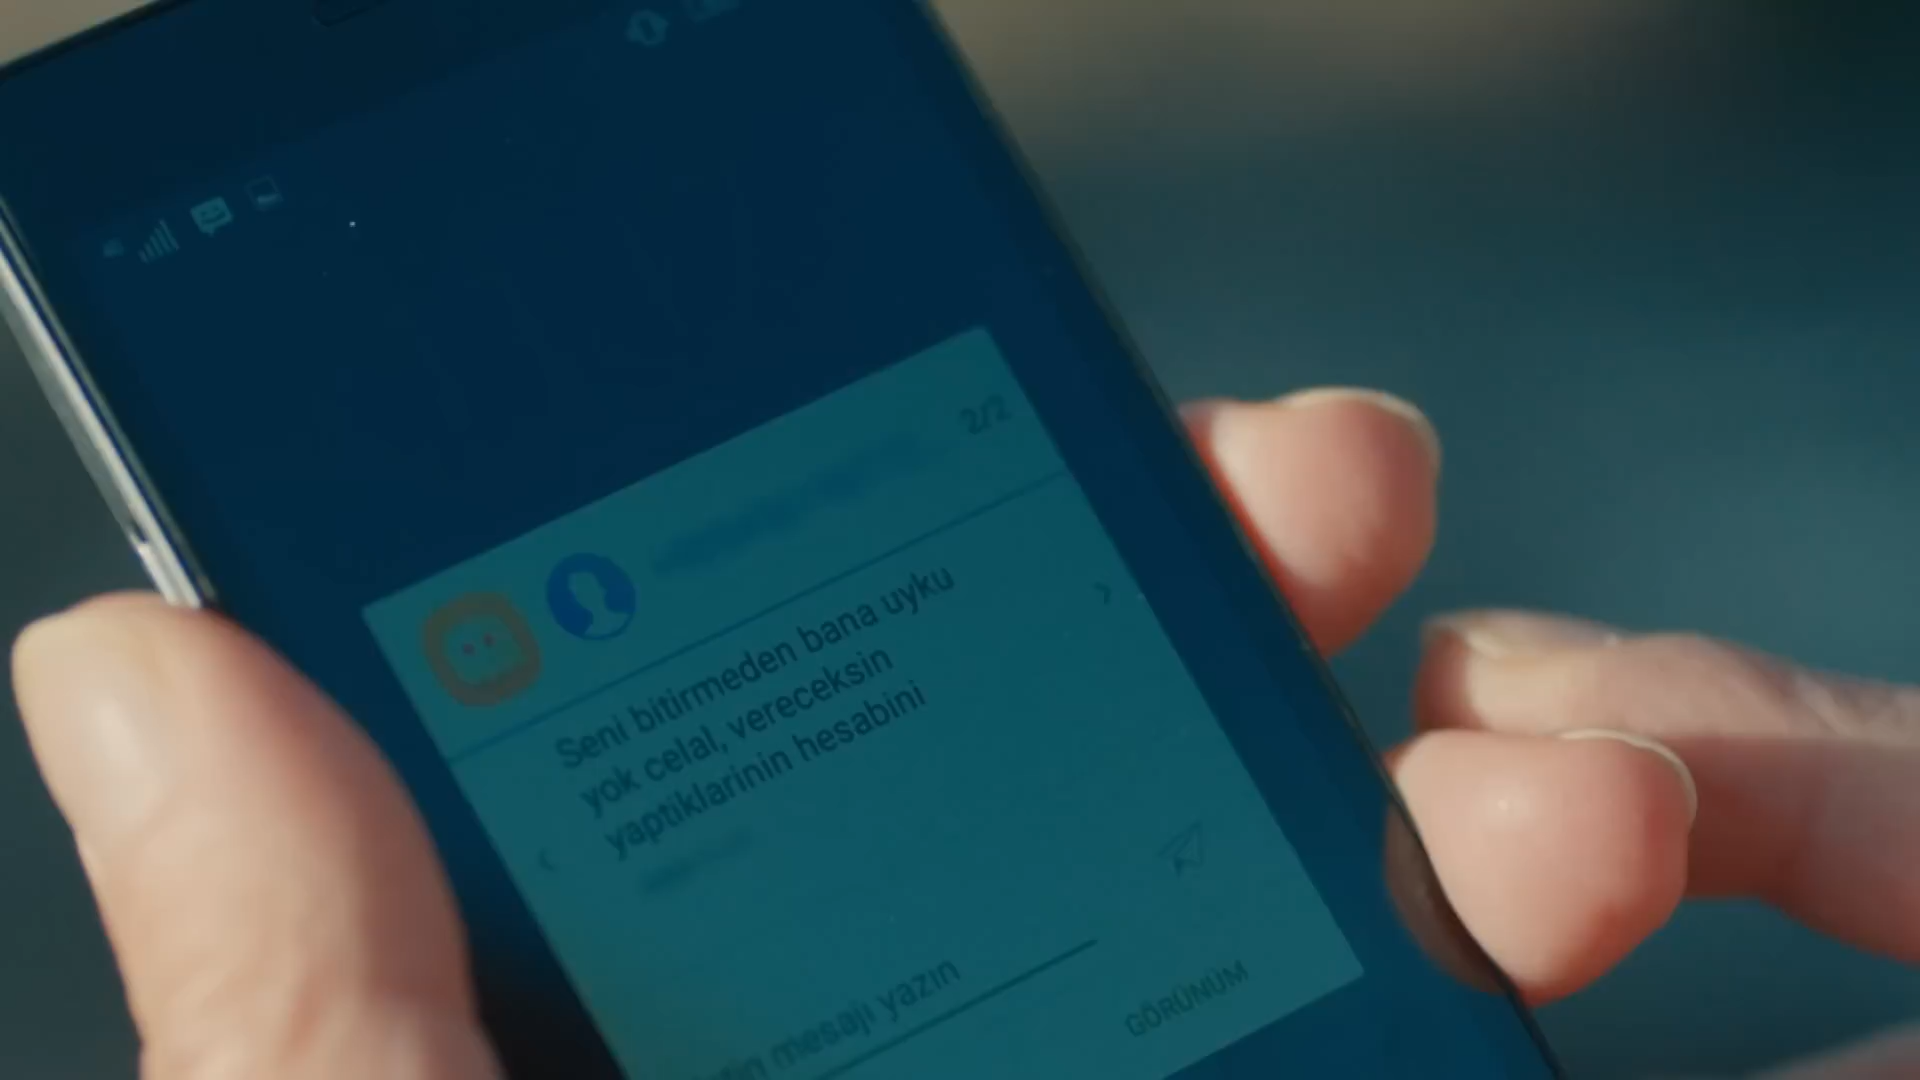 2/2
Seni bitirmeden bana uyku
yok celal, vereceksin
yaptiklarinin hesabini
mesajı yazın
GÖRÜNÜM